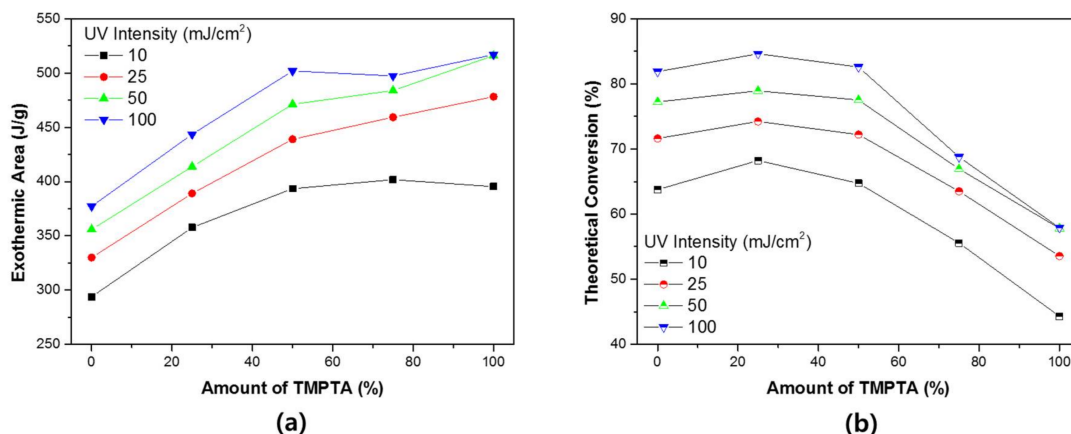 550
500
450
400
350
300
250
Exothermic Area (J/g)
UV Intensity (mJ/cm²)
10
25
50
100
0 20 40 60 80 100
Amount of TMPTA (%)
(a)
90
80
70
60
50
40
Theoretical Conversion (%)
UV Intensity (mJ/cm²)
10
25
50
100
0 20 40 60 80 100
Amount of TMPTA (%)
(b)